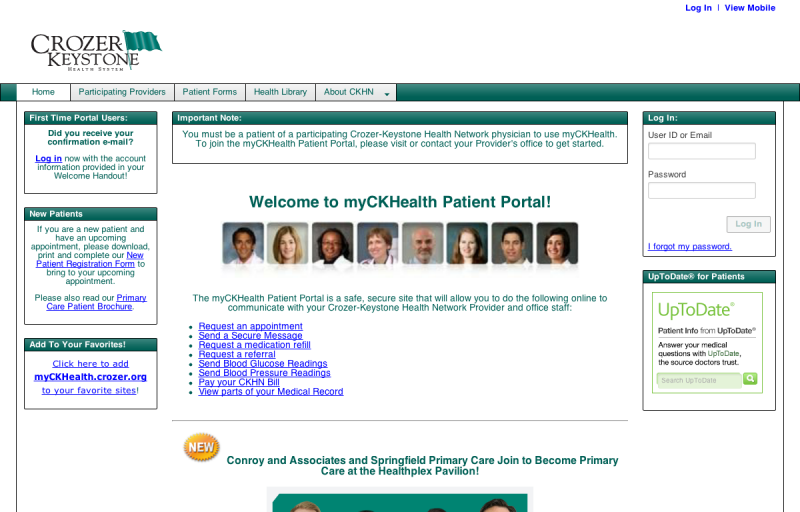 Log In | View Mobile
CROZER
KEYSTONE
HEALTH SYSTEM
Home Participating Providers Patient Forms Health Library About CKHN
First Time Portal Users:
Did you receive your
confirmation e-mail?
Log in now with the account
information provided in your
Welcome Handout!
New Patients
If you are a new patient and
have an upcoming
appointment, please download,
print and complete our New
Patient Registration Form to
bring to your upcoming
appointment.
Please also read our Primary
Care Patient Brochure.
Add To Your Favorites!
Click here to add
myCKHealth.crozer.org
to your favorite sites!
Important Note:
You must be a patient of a participating Crozer-Keystone Health Network physician to use myCKHealth.
To join the myCKHealth Patient Portal, please visit or contact your Provider's office to get started.
Welcome to myCKHealth Patient Portal!
The myCKHealth Patient Portal is a safe, secure site that will allow you to do the following online to
communicate with your Crozer-Keystone Health Network Provider and office staff:
Request an appointment
Send a Secure Message
Request a medication refill
Request a referral
Send Blood Glucose Readings
Send Blood Pressure Readings
Pay your CKHN Bill
View parts of your Medical Record
NEW
Conroy and Associates and Springfield Primary Care Join to Become Primary
Care at the Healthplex Pavilion!
Log In:
User ID or Email
Password
Log In
I forgot my password.
UpToDate® for Patients
UpToDate®
Patient Info from UpToDate®
Answer your medical
questions with UpToDate,
the source doctors trust.
Search UpToDate